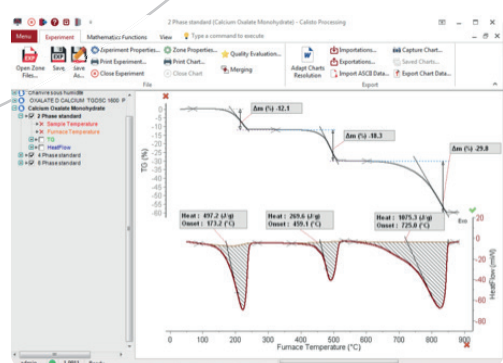 2 Phase standard (Calcium Oxalate Monohydrate) - Calisto Processing
Menu Experiment Mathematics Functions View Type a command to execute
Open Zone Files... Save Save As
Experiment Properties... Zone Properties... Quality Evaluation...
Print Experiment... Print Chart... Merging
Close Experiment Close Chart
Adapt Charts Resolution
Importations... Capture Chart...
Exportations... Saved Charts...
Import ASCII Data... Export Chart Data...
File Export
OXALATE D CALCIUM TGDSC 1600 P
Calcium Oxalate Monohydrate
2 Phase standard
Sample Temperature
Furnace Temperature
TG
HeatFlow
4 Phase standard
6 Phase standard
TG (%)
0
-5
-10
-15
-20
-25
-30
-35
-40
-45
-50
-55
-60
Δm (%) -12.1
Δm (%) -18.3
Δm (%) -29.8
Heat : 497.2 (J/g)
Onset : 173.2 (°C)
Heat : 269.6 (J/g)
Onset : 459.1 (°C)
Heat : 1075.3 (J/g)
Onset : 725.0 (°C)
Exo
20
0
-20
-40
-60
-80
HeatFlow (mW)
0 100 200 300 400 500 600 700 800 900
Furnace Temperature (°C)
admin